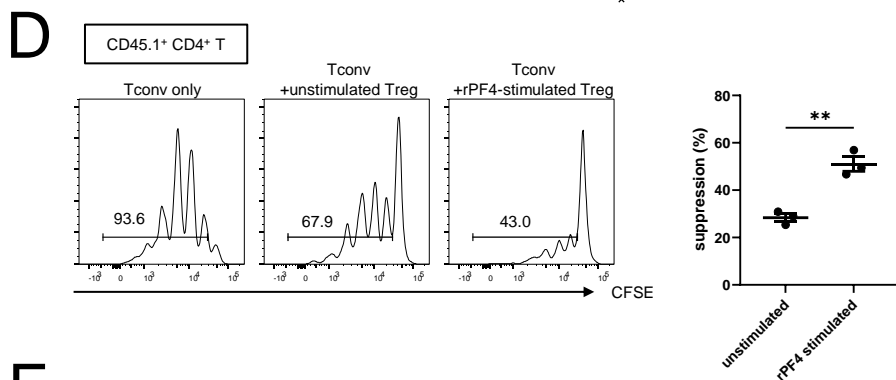 *
D
CD45.1⁺ CD4⁺ T
Tconv only
Tconv
+unstimulated Treg
Tconv
+rPF4-stimulated Treg
93.6
67.9
43.0
-10³ 0 10³ 10⁴ 10⁵
-10³ 0 10³ 10⁴ 10⁵
-10³ 0 10³ 10⁴ 10⁵
CFSE
suppression (%)
80
60
40
20
0
**
unstimulated
rPF4 stimulated